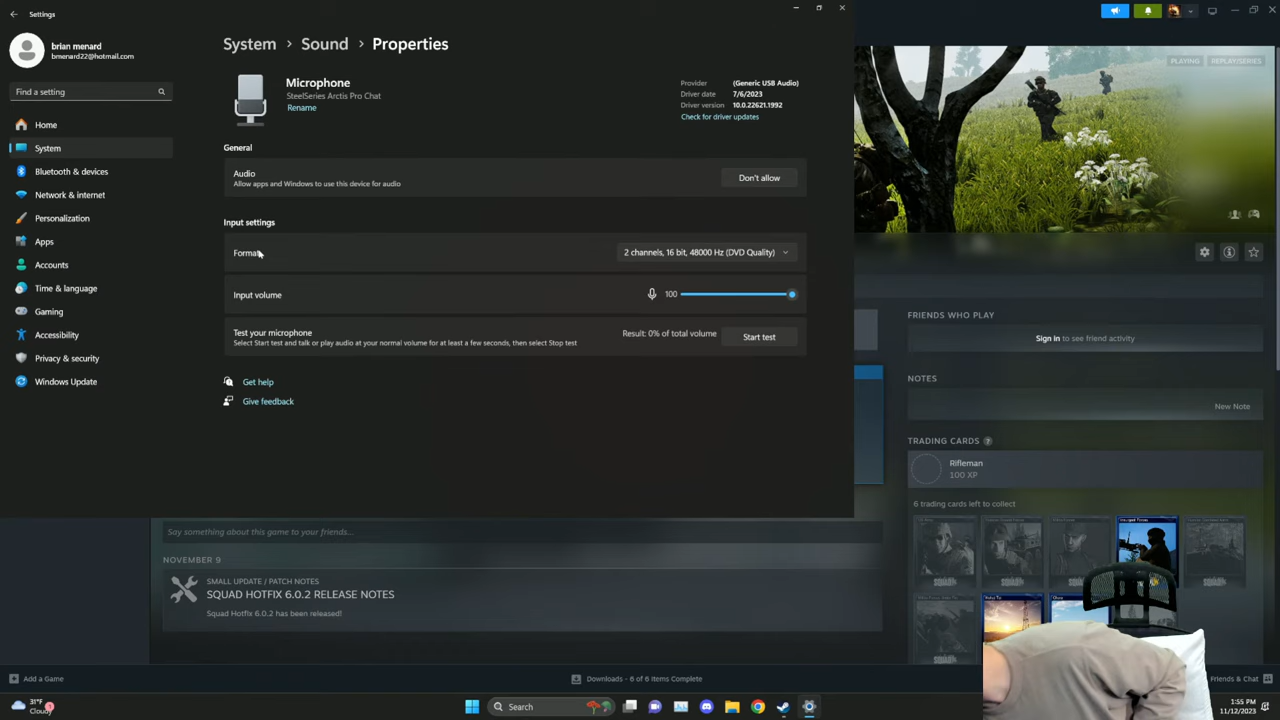 Settings
brian menard
bmenard22@hotmail.com
Find a setting
Home
System
Bluetooth & devices
Network & internet
Personalization
Apps
Accounts
Time & language
Gaming
Accessibility
Privacy & security
Windows Update
System > Sound > Properties
Microphone
SteelSeries Arctis Pro Chat
Rename
Provider (Generic USB Audio)
Driver date 7/6/2023
Driver version 10.0.22621.1992
Check for driver updates
General
Audio
Allow apps and Windows to use this device for audio
Don't allow
Input settings
Format
2 channels, 16 bit, 48000 Hz (DVD Quality)
Input volume
100
Test your microphone
Select Start test and talk or play audio at your normal volume for at least a few seconds, then select Stop test
Result: 0% of total volume
Start test
Get help
Give feedback
PLAYING
REPLAY/SERIES
FRIENDS WHO PLAY
Sign in to see friend activity
NOTES
New Note
TRADING CARDS ?
Rifleman
100 XP
6 trading cards left to collect
Say something about this game to your friends...
NOVEMBER 9
SMALL UPDATE / PATCH NOTES
SQUAD HOTFIX 6.0.2 RELEASE NOTES
Squad Hotfix 6.0.2 has been released!
Add a Game
Downloads - 6 of 6 Items Complete
Friends & Chat
31°F
Cloudy
Search
1:55 PM
11/12/2023